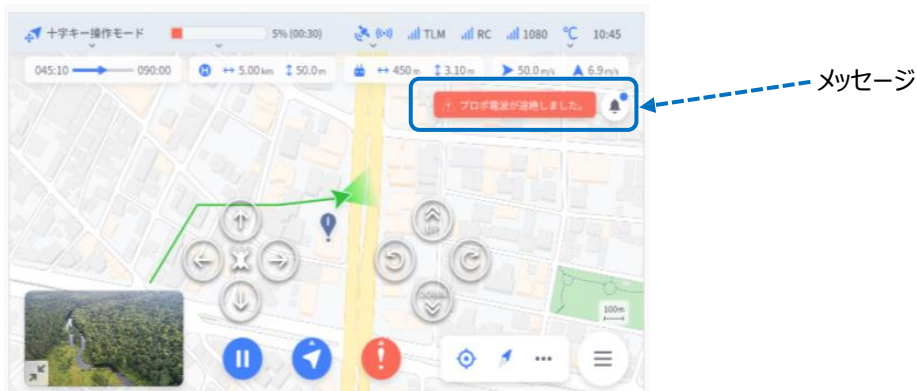 十字キー操作モード 5% (00:30) TLM RC 1080 ℃ 10:45
045:10 090:00 H 5.00 km 50.0 m 450 m 3.10 m 50.0 m/s 6.9 m/s
メッセージ
プロポ電波が途絶しました。
UP
DOWN
100m